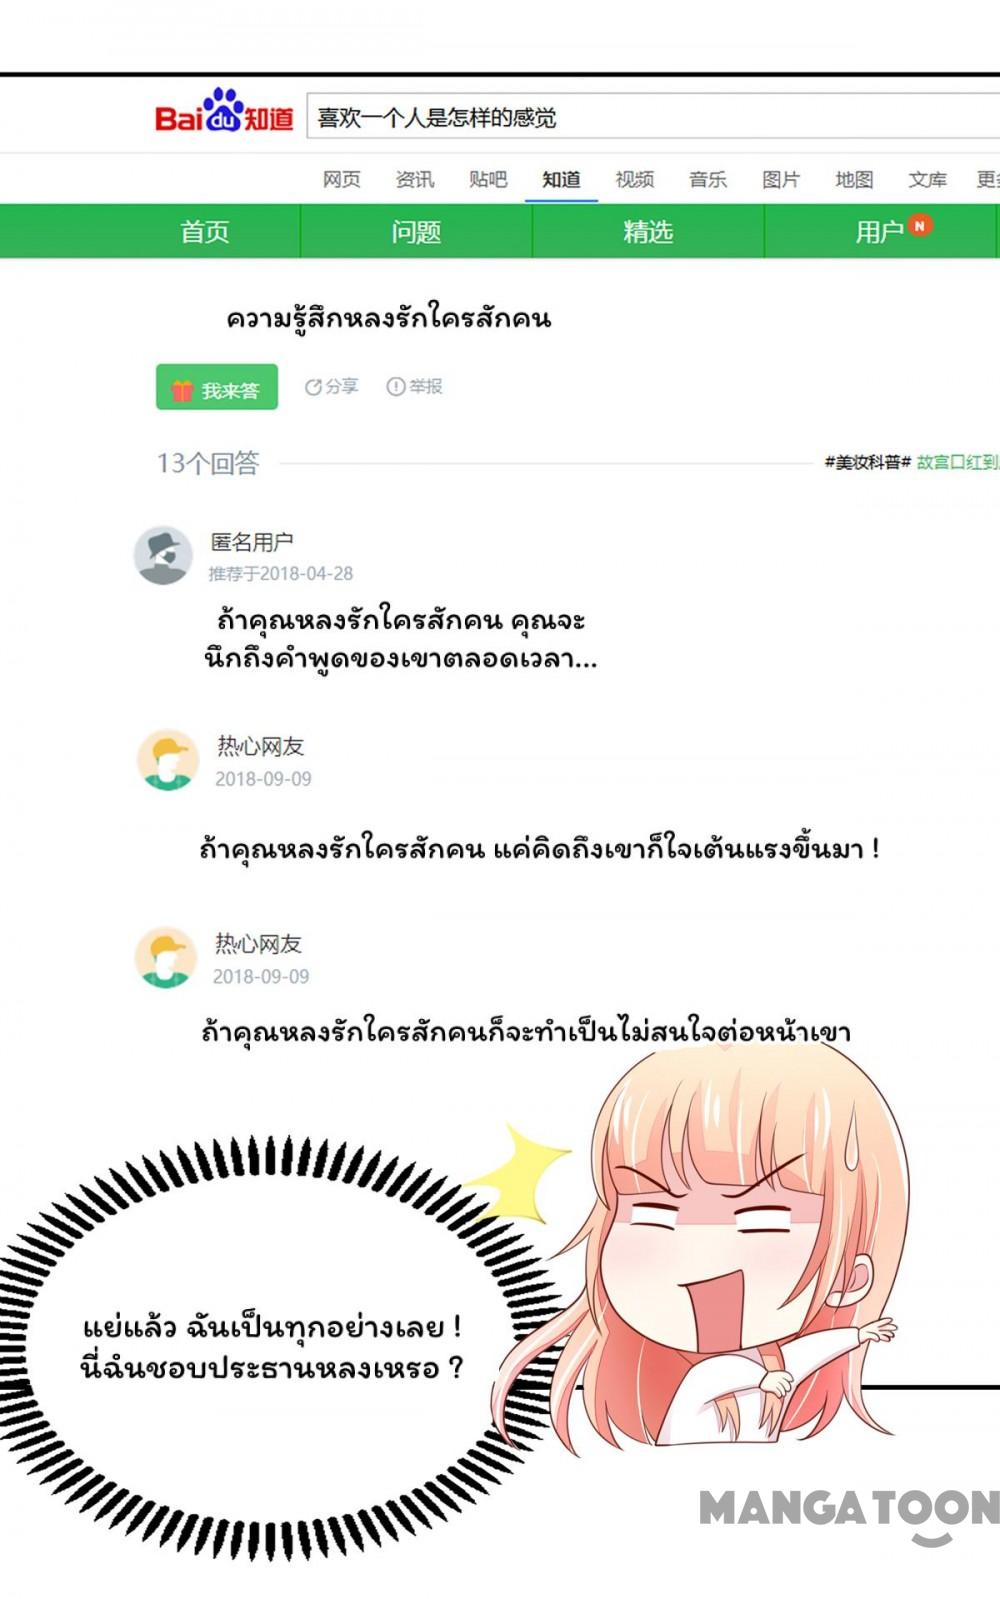 Baidu知道 喜欢一个人是怎样的感觉
网页 资讯 贴吧 知道 视频 音乐 图片 地图 文库
首页 问题 精选 用户 N
ความรู้สึกหลงรักใครสักคน
我来答 分享 举报
13个回答 #美妆科普# 故宫口红到
匿名用户
推荐于2018-04-28
ถ้าคุณหลงรักใครสักคน คุณจะ
นึกถึงคำพูดของเขาตลอดเวลา...
热心网友
2018-09-09
ถ้าคุณหลงรักใครสักคน แค่คิดถึงเขาก็ใจเต้นแรงขึ้นมา !
热心网友
2018-09-09
ถ้าคุณหลงรักใครสักคนก็จะทำเป็นไม่สนใจต่อหน้าเขา
แย่แล้ว ฉันเป็นทุกอย่างเลย !
นี่ฉํนชอบประธานหลงเหรอ ?
MANGATOON